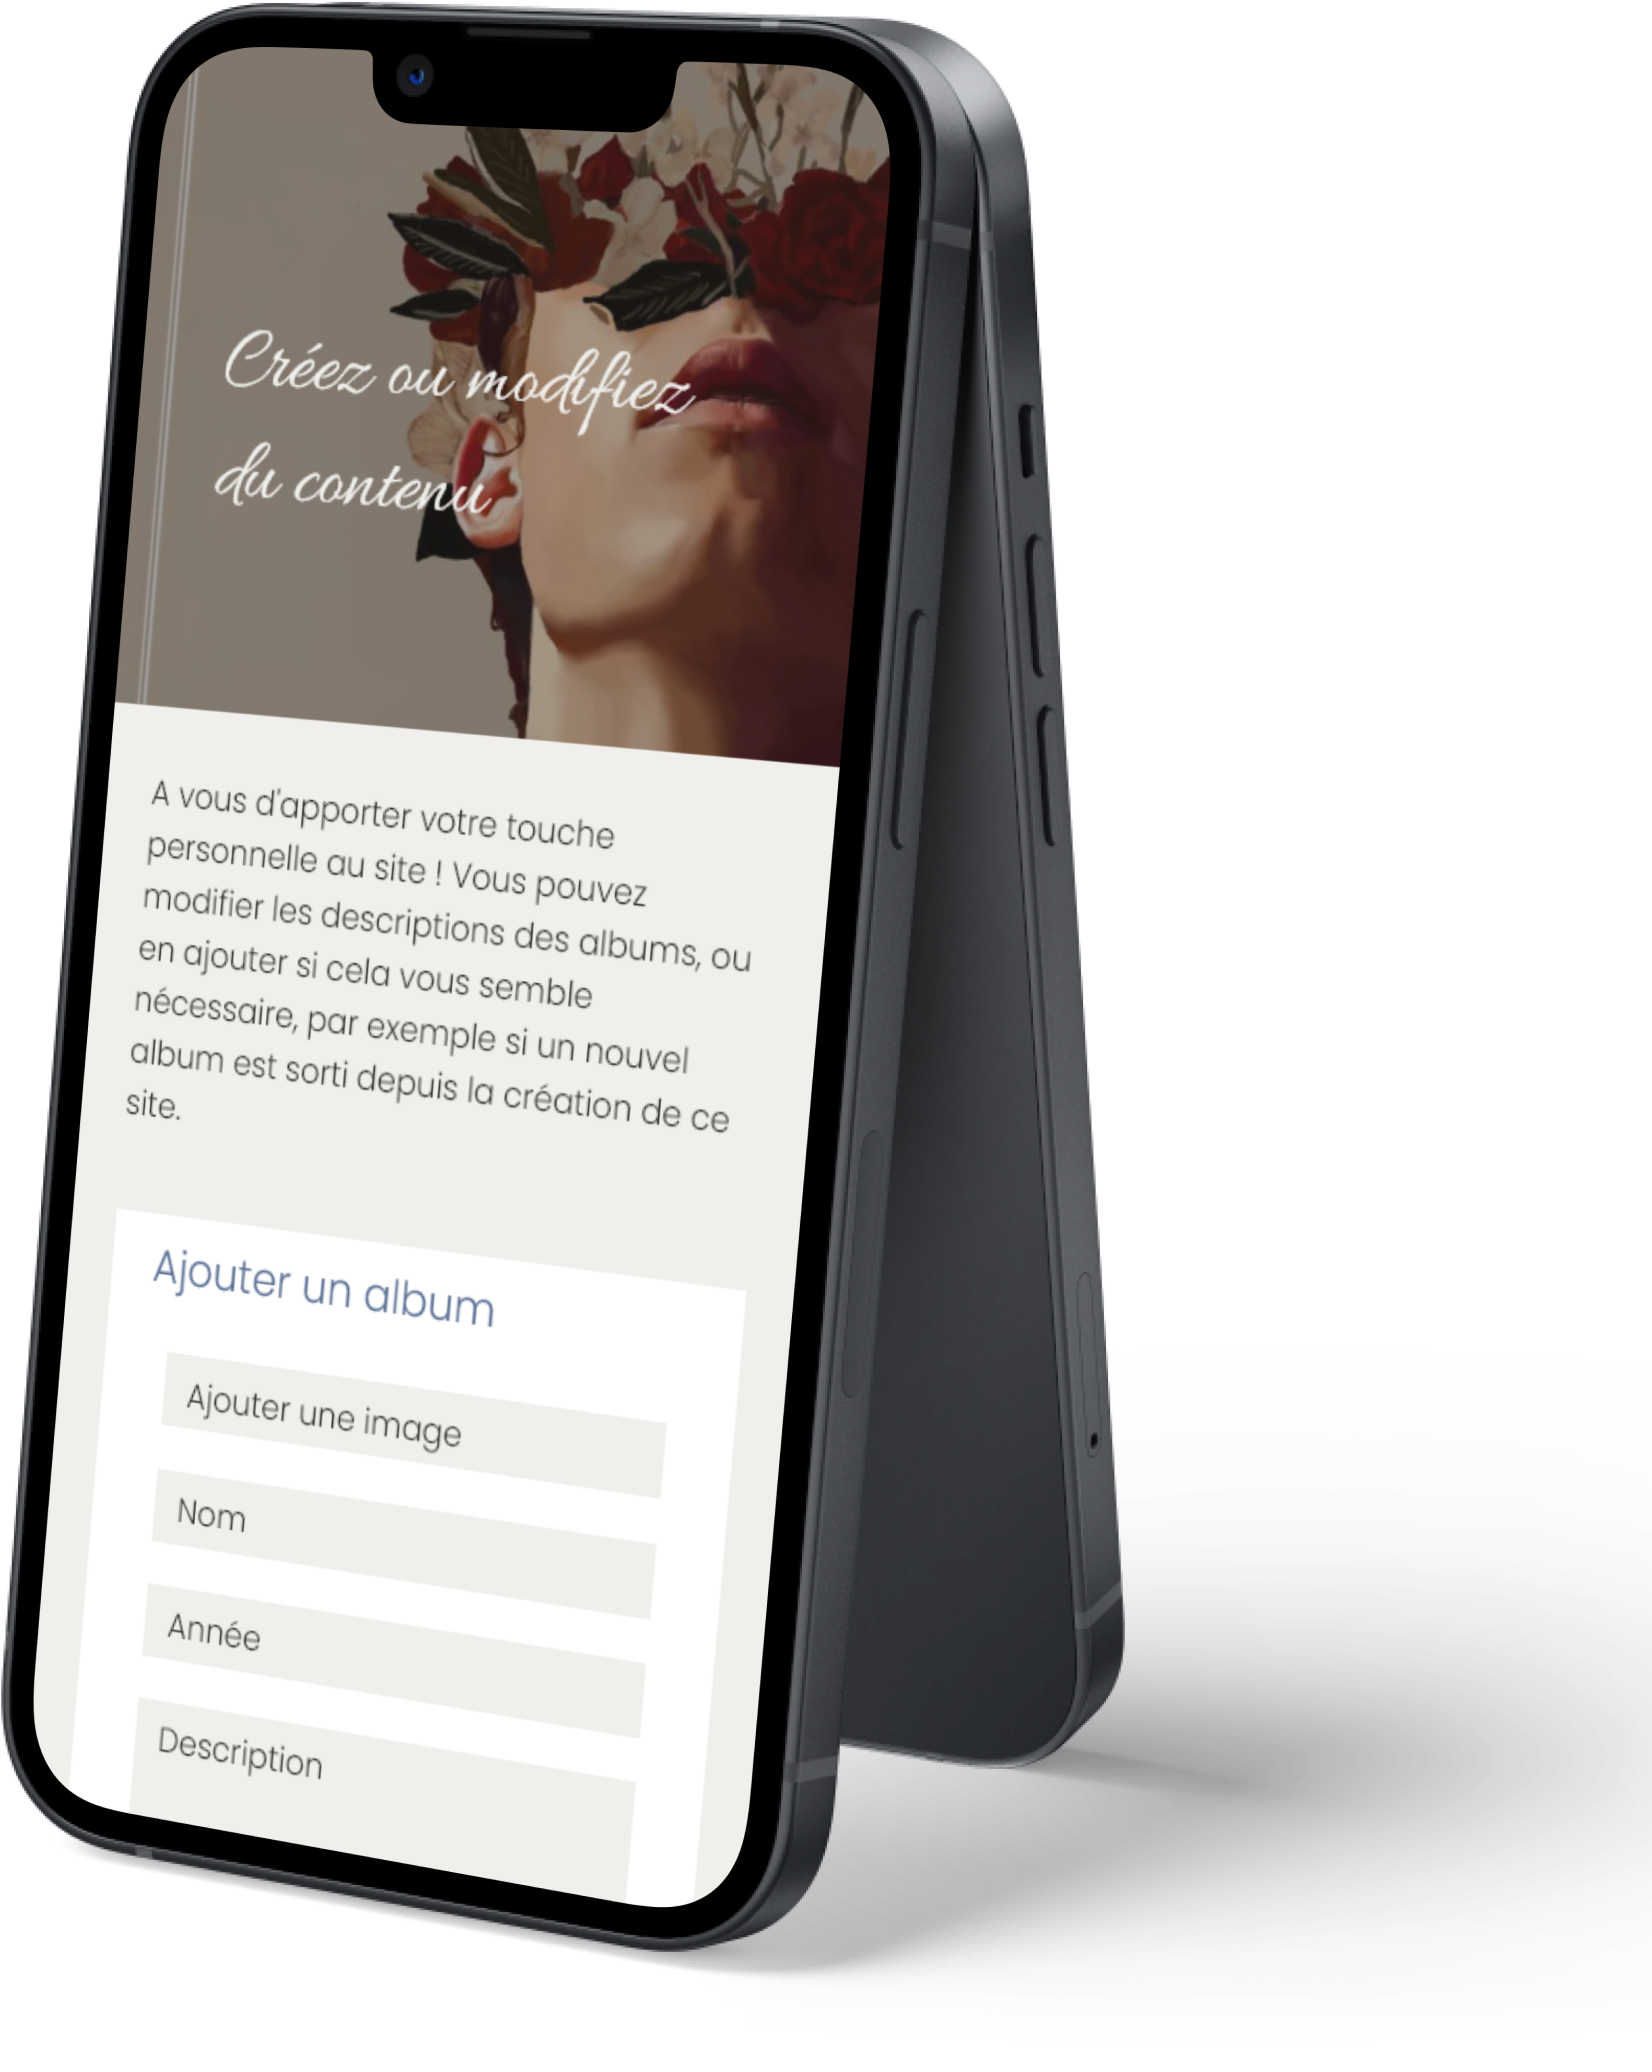 Créez ou modifiez
du contenu
A vous d'apporter votre touche
personnelle au site ! Vous pouvez
modifier les descriptions des albums, ou
en ajouter si cela vous semble
nécessaire, par exemple si un nouvel
album est sorti depuis la création de ce
site.
Ajouter un album
Ajouter une image
Nom
Année
Description